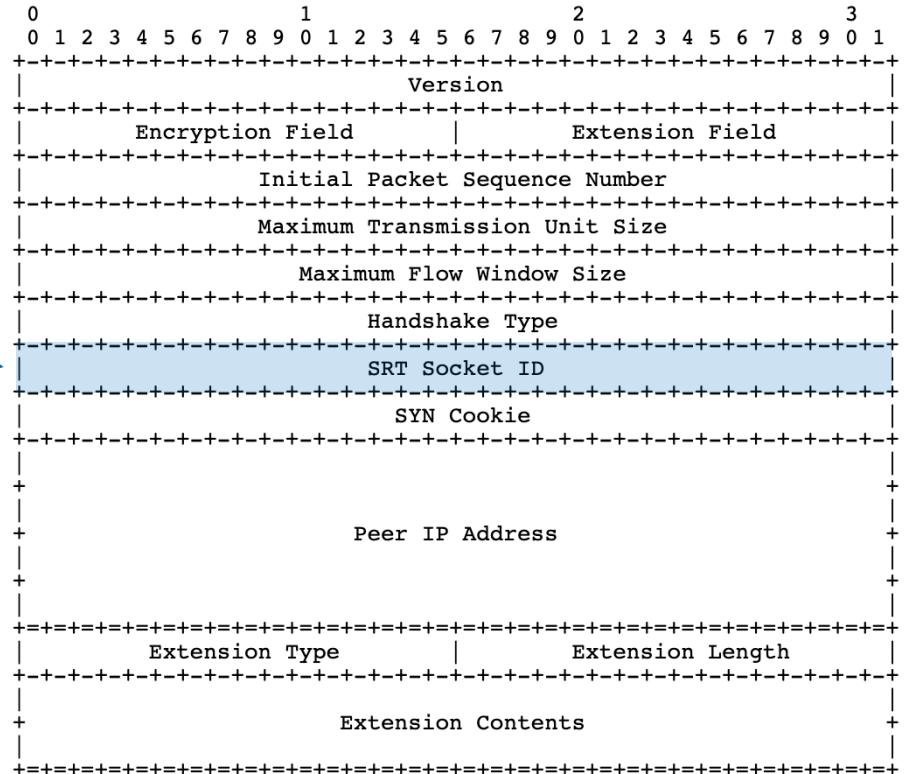 0                   1                   2                   3
0 1 2 3 4 5 6 7 8 9 0 1 2 3 4 5 6 7 8 9 0 1 2 3 4 5 6 7 8 9 0 1
+-+-+-+-+-+-+-+-+-+-+-+-+-+-+-+-+-+-+-+-+-+-+-+-+-+-+-+-+-+-+-+-+
| Version |
+-+-+-+-+-+-+-+-+-+-+-+-+-+-+-+-+-+-+-+-+-+-+-+-+-+-+-+-+-+-+-+-+
| Encryption Field | Extension Field |
+-+-+-+-+-+-+-+-+-+-+-+-+-+-+-+-+-+-+-+-+-+-+-+-+-+-+-+-+-+-+-+-+
| Initial Packet Sequence Number |
+-+-+-+-+-+-+-+-+-+-+-+-+-+-+-+-+-+-+-+-+-+-+-+-+-+-+-+-+-+-+-+-+
| Maximum Transmission Unit Size |
+-+-+-+-+-+-+-+-+-+-+-+-+-+-+-+-+-+-+-+-+-+-+-+-+-+-+-+-+-+-+-+-+
| Maximum Flow Window Size |
+-+-+-+-+-+-+-+-+-+-+-+-+-+-+-+-+-+-+-+-+-+-+-+-+-+-+-+-+-+-+-+-+
| Handshake Type |
+-+-+-+-+-+-+-+-+-+-+-+-+-+-+-+-+-+-+-+-+-+-+-+-+-+-+-+-+-+-+-+-+
| SRT Socket ID |
+-+-+-+-+-+-+-+-+-+-+-+-+-+-+-+-+-+-+-+-+-+-+-+-+-+-+-+-+-+-+-+-+
| SYN Cookie |
+-+-+-+-+-+-+-+-+-+-+-+-+-+-+-+-+-+-+-+-+-+-+-+-+-+-+-+-+-+-+-+-+
| |
+ +
| |
+ Peer IP Address +
| |
+ +
| |
+=+=+=+=+=+=+=+=+=+=+=+=+=+=+=+=+=+=+=+=+=+=+=+=+=+=+=+=+=+=+=+=+
| Extension Type | Extension Length |
+-+-+-+-+-+-+-+-+-+-+-+-+-+-+-+-+-+-+-+-+-+-+-+-+-+-+-+-+-+-+-+-+
| |
+ Extension Contents +
| |
+=+=+=+=+=+=+=+=+=+=+=+=+=+=+=+=+=+=+=+=+=+=+=+=+=+=+=+=+=+=+=+=+